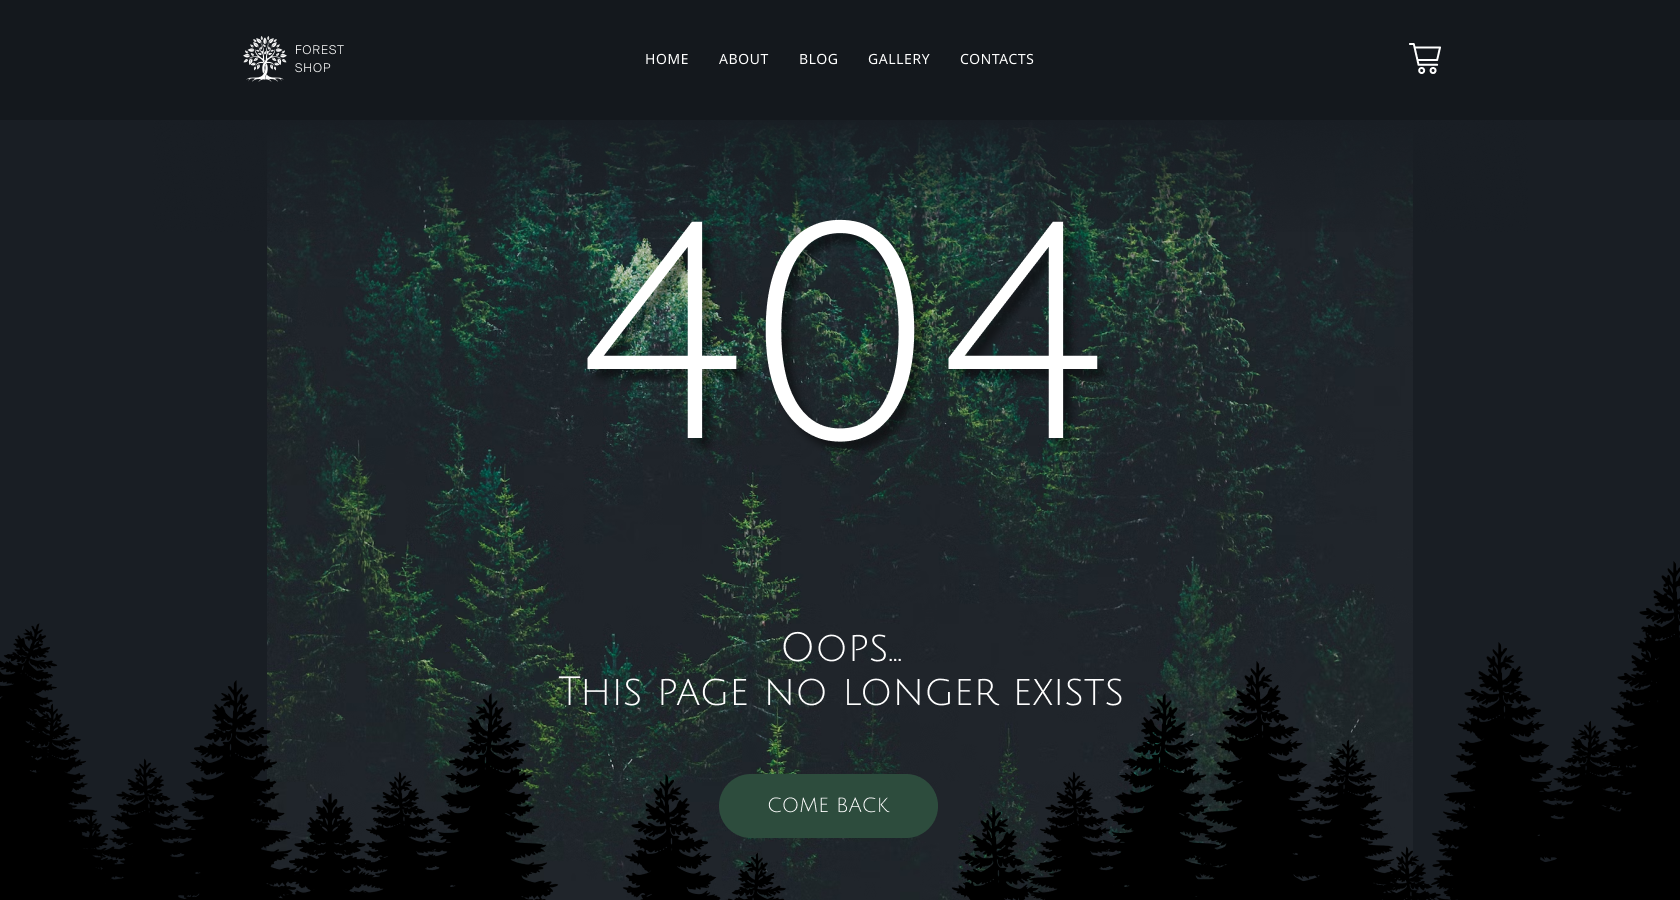 FOREST
SHOP
HOME ABOUT BLOG GALLERY CONTACTS
404
Oops...
This page no longer exists
COME BACK